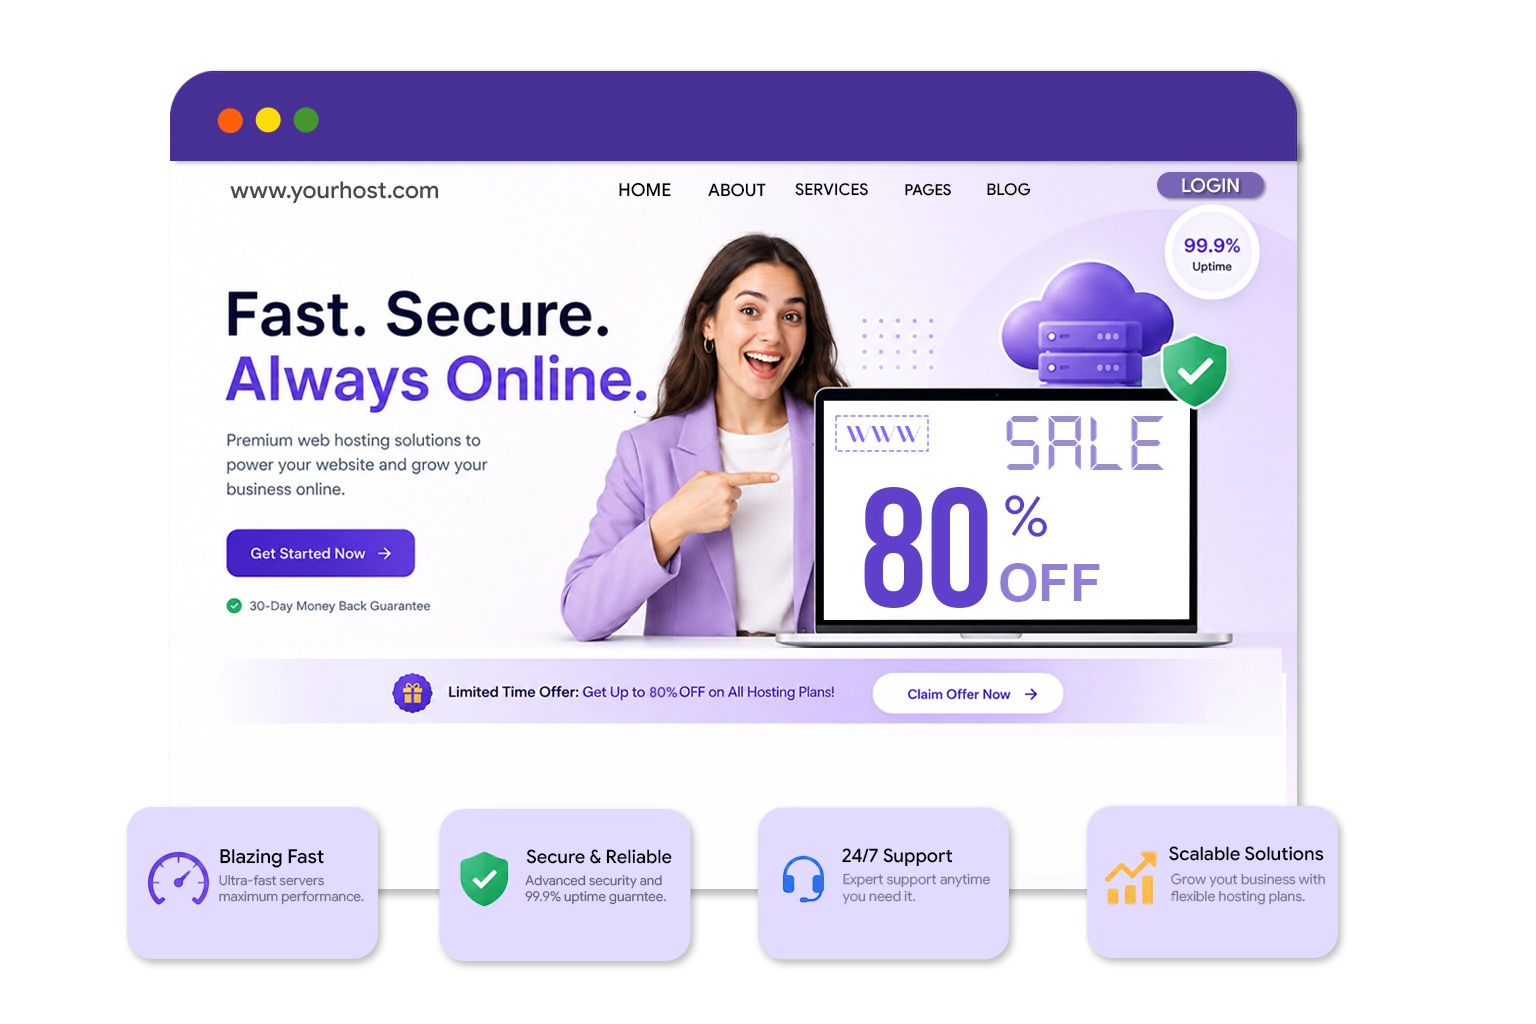 www.yourhost.com
HOME ABOUT SERVICES PAGES BLOG
LOGIN
99.9%
Uptime
Fast. Secure.
Always Online.
Premium web hosting solutions to
power your website and grow your
business online.
Get Started Now
30-Day Money Back Guarantee
WWW
SALE
80%
OFF
Limited Time Offer: Get Up to 80%OFF on All Hosting Plans!
Claim Offer Now
Blazing Fast
Ultra-fast servers
maximum performance.
Secure & Reliable
Advanced security and
99.9% uptime guarntee.
24/7 Support
Expert support anytime
you need it.
Scalable Solutions
Grow yout business with
flexible hosting plans.